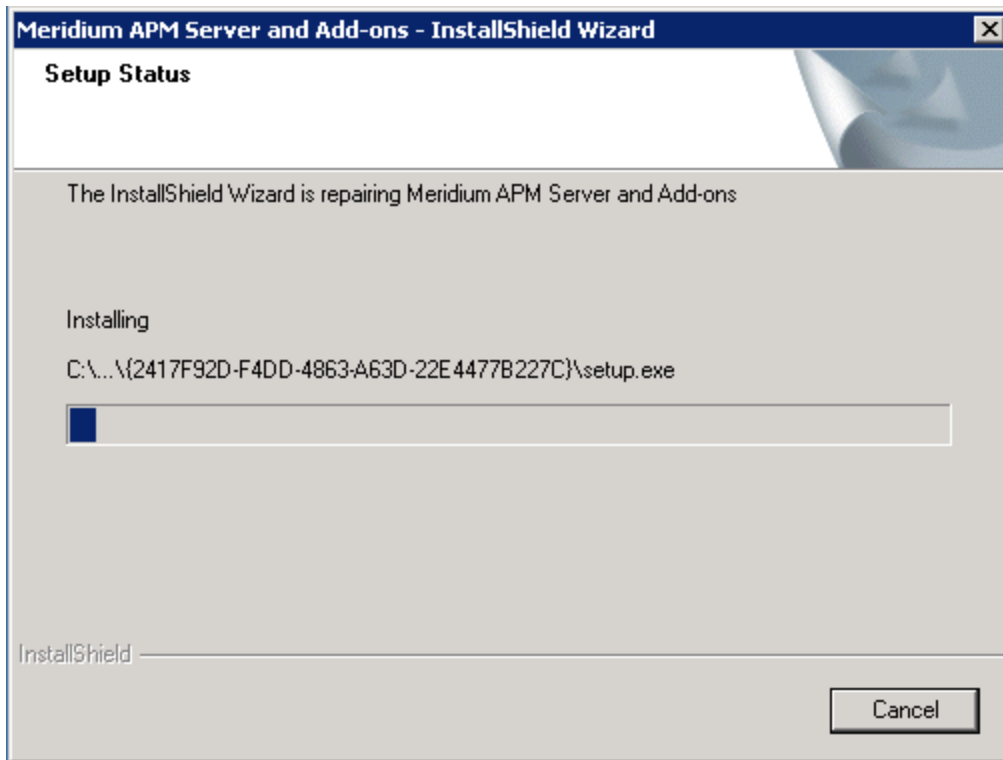 Meridium APM Server and Add-ons - InstallShield Wizard
Setup Status
The InstallShield Wizard is repairing Meridium APM Server and Add-ons
Installing
C:\...\{2417F92D-F4DD-4863-A63D-22E4477B227C}\setup.exe
InstallShield
Cancel